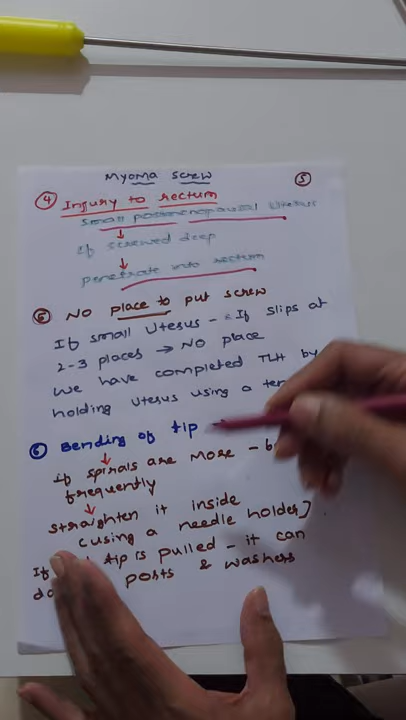 Myoma screw
5
4 Injury to rectum
small postmenopausal uterus
If screwed deep
penetrate into rectum
5 No place to put screw
If small uterus - If slips at
2-3 places → No place
We have completed TLH by
holding uterus using a
6 Bending of tip
If spirals are more -
frequently
straighten it inside
(using a needle holder)
If tip is pulled - it can
ports & washers